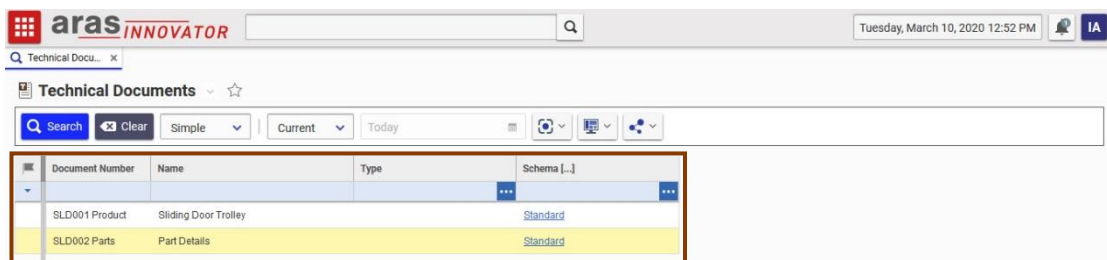 aras INNOVATOR
Tuesday, March 10, 2020 12:52 PM
1
IA
Technical Docu... ×
Technical Documents
Search Clear Simple Current Today
Document Number Name Type Schema [...]
... ...
SLD001 Product Sliding Door Trolley Standard
SLD002 Parts Part Details Standard